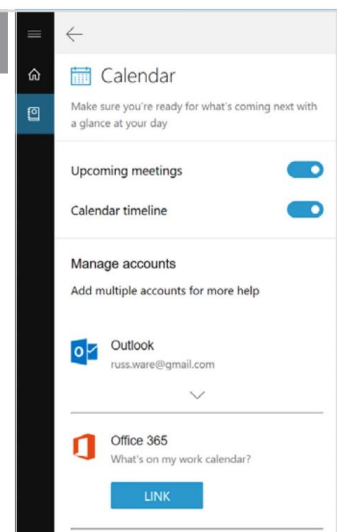 Calendar
Make sure you're ready for what's coming next with
a glance at your day
Upcoming meetings
Calendar timeline
Manage accounts
Add multiple accounts for more help
Outlook
russ.ware@gmail.com
Office 365
What's on my work calendar?
LINK